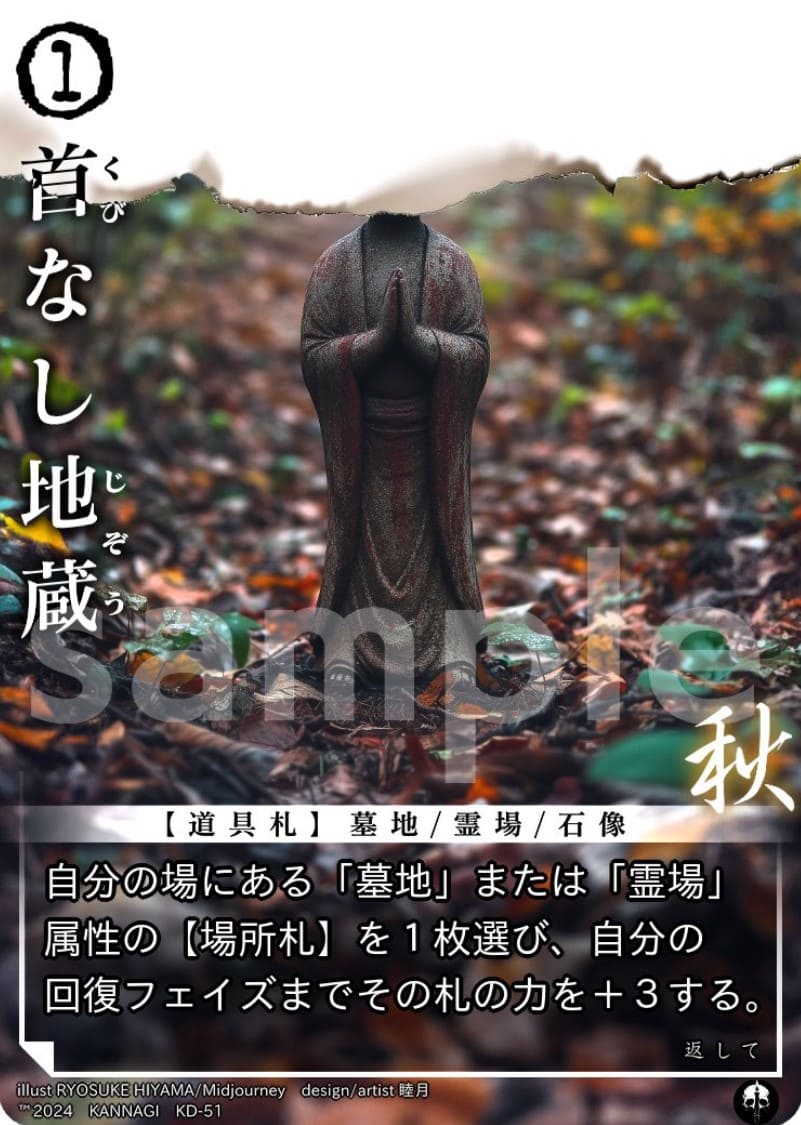 1
首なし地蔵
くび
じぞう
sample
秋
【道具札】墓地/霊場/石像
自分の場にある「墓地」または「霊場」
属性の【場所札】を１枚選び、自分の
回復フェイズまでその札の力を＋３する。
返して
illust RYOSUKE HIYAMA/Midjourney design/artist 睦月
™2024 KANNAGI KD-51